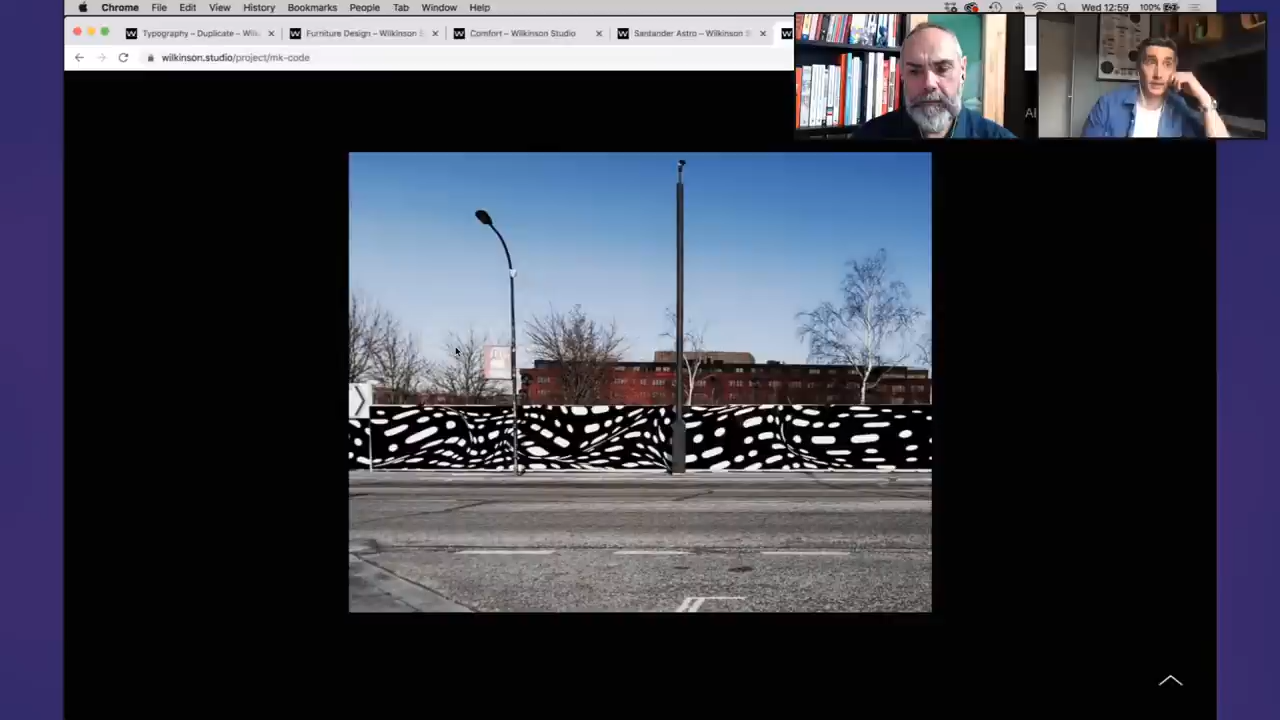 Chrome File Edit View History Bookmarks People Tab Window Help Wed 12:59 100%
Typography – Duplicate – Wilk Furniture Design – Wilkinson S Comfort – Wilkinson Studio Santander Astro – Wilkinson S
wilkinson.studio/project/mk-code